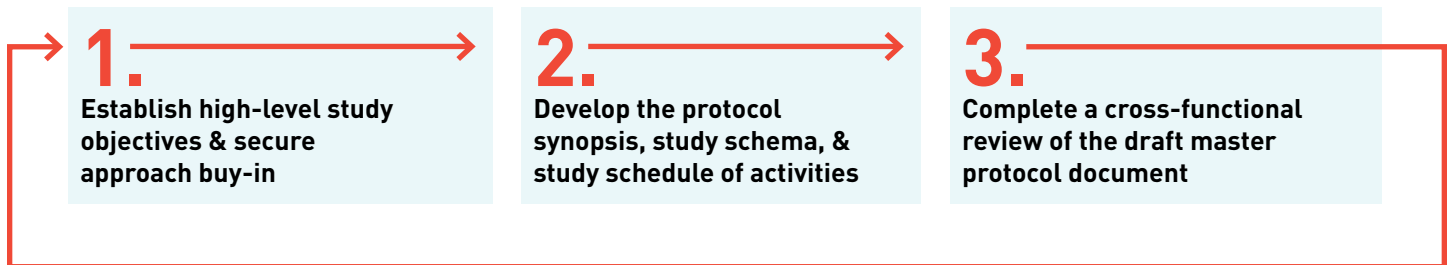 1.
Establish high-level study
objectives & secure
approach buy-in
2.
Develop the protocol
synopsis, study schema, &
study schedule of activities
3.
Complete a cross-functional
review of the draft master
protocol document